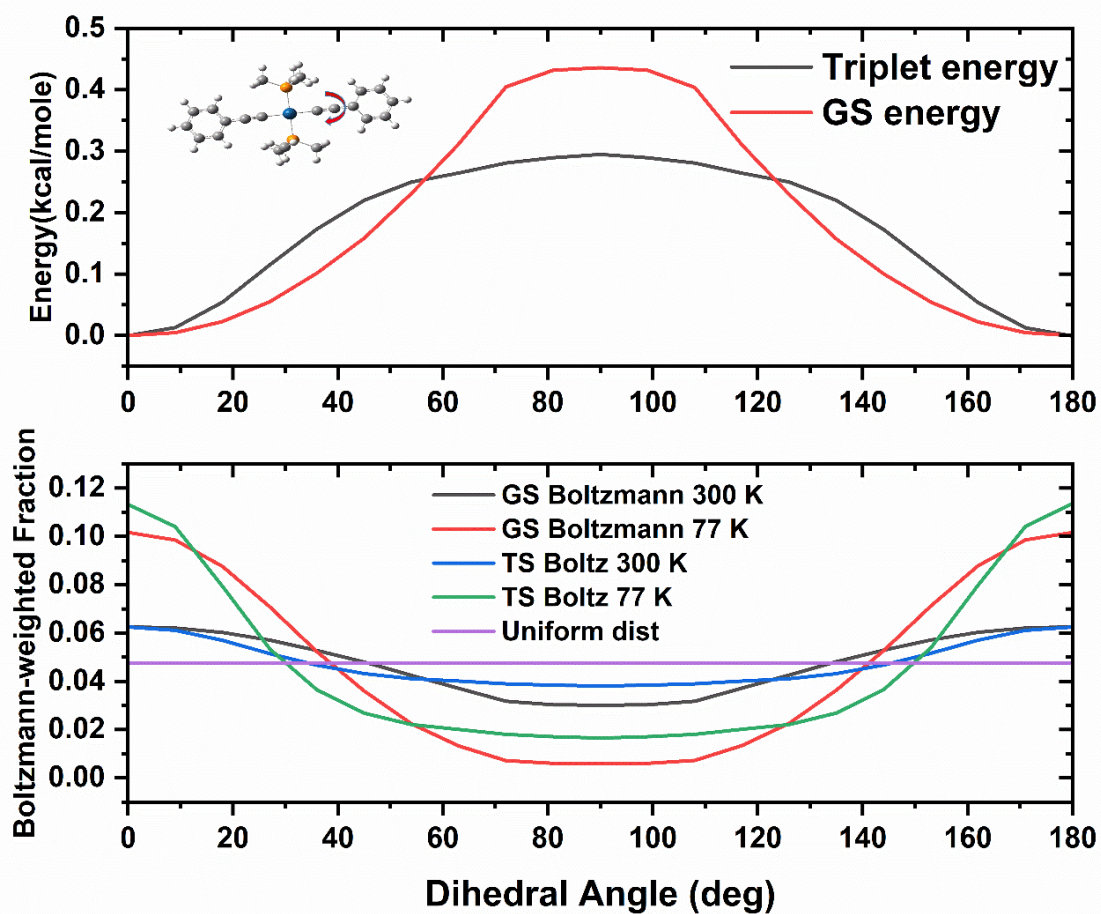 0.5
0.4
0.3
0.2
0.1
0.0
Energy(kcal/mole)
Triplet energy
GS energy
0 20 40 60 80 100 120 140 160 180
0.12
0.10
0.08
0.06
0.04
0.02
0.00
Boltzmann-weighted Fraction
GS Boltzmann 300 K
GS Boltzmann 77 K
TS Boltz 300 K
TS Boltz 77 K
Uniform dist
0 20 40 60 80 100 120 140 160 180
Dihedral Angle (deg)